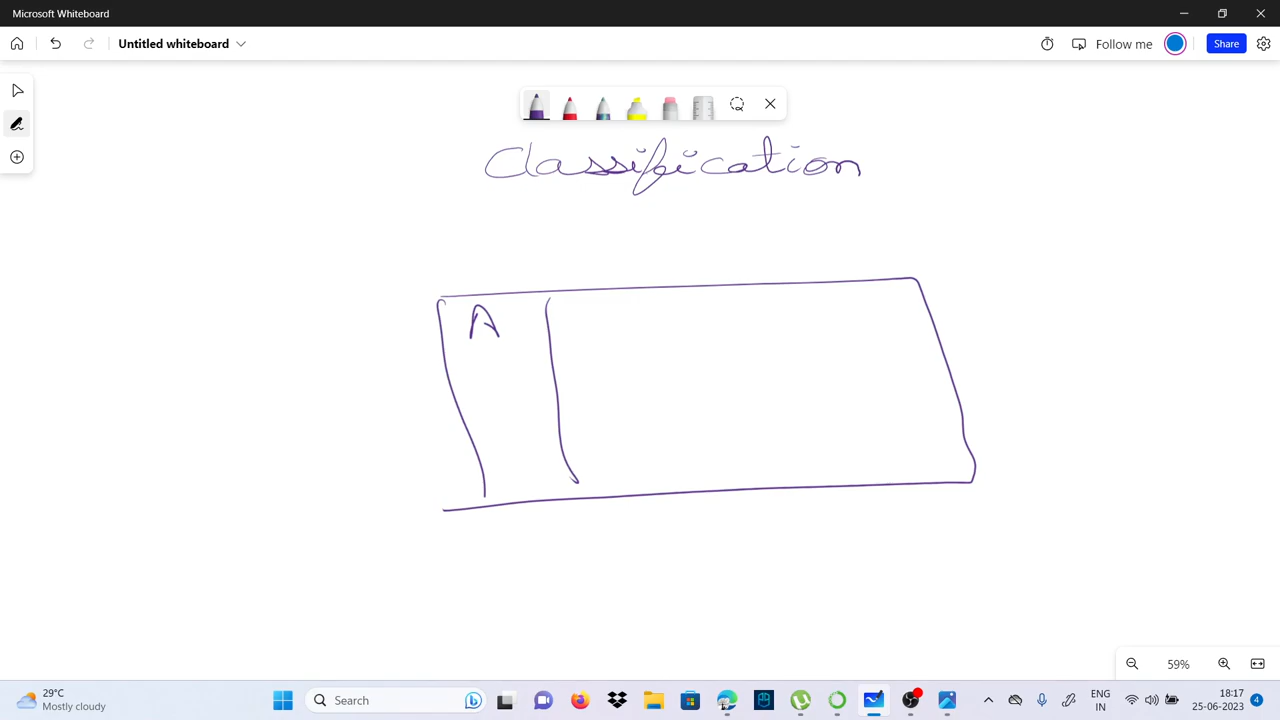 Microsoft Whiteboard
Untitled whiteboard
Follow me
Share
Classification
A
59%
29°C
Mostly cloudy
Search
ENG
IN
18:17
25-06-2023
4